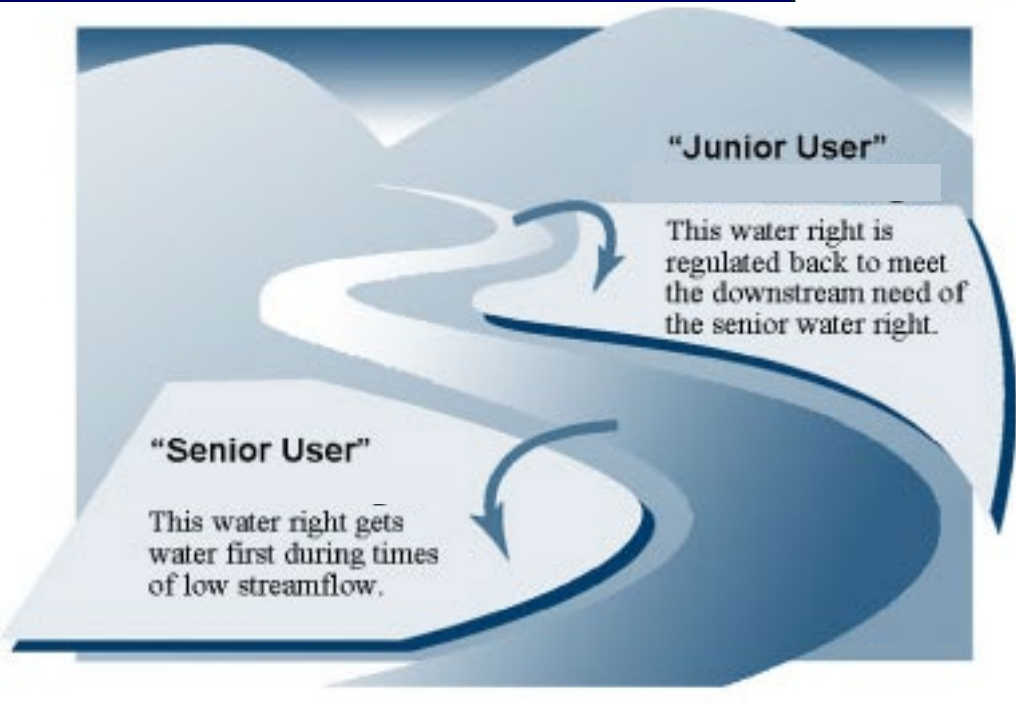 “Junior User”
This water right is
regulated back to meet
the downstream need of
the senior water right.
“Senior User”
This water right gets
water first during times
of low streamflow.